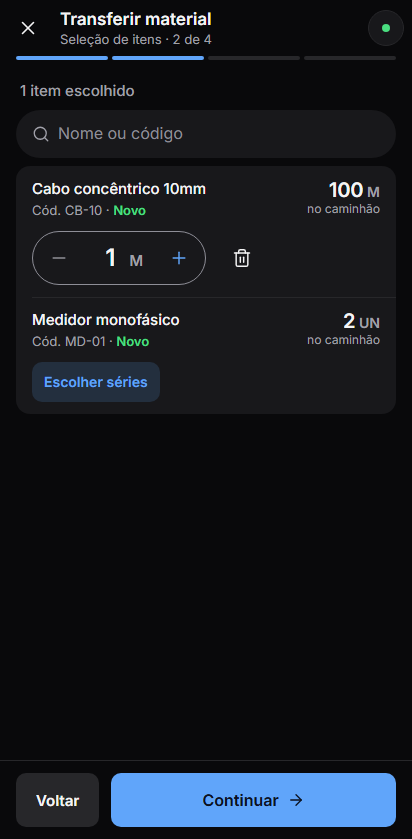 Transferir material
Seleção de itens · 2 de 4
1 item escolhido
Nome ou código
Cabo concêntrico 10mm
100 M
Cód. CB-10 · Novo
no caminhão
1 M
Medidor monofásico
2 UN
Cód. MD-01 · Novo
no caminhão
Escolher séries
Voltar
Continuar